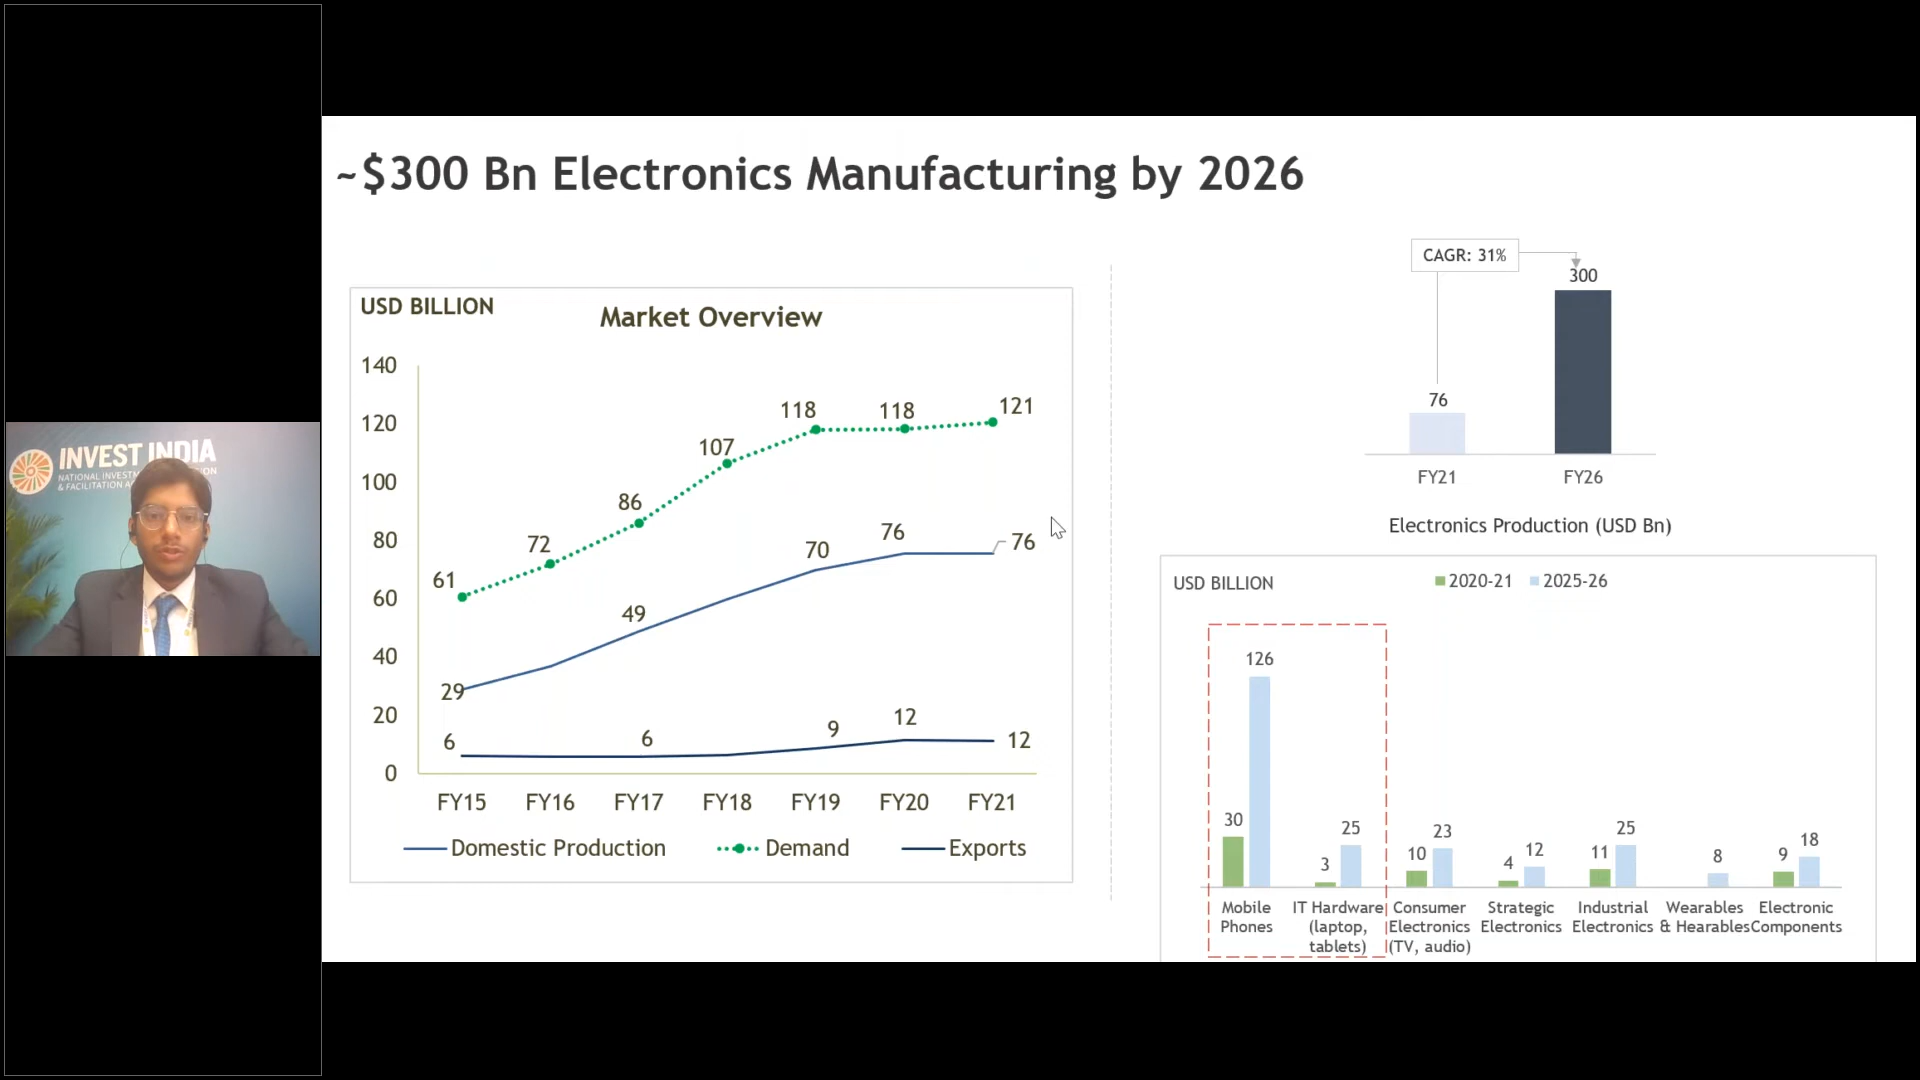 ~$300 Bn Electronics Manufacturing by 2026
INVEST INDIA
NATIONAL
& FACILITATION
USD BILLION
Market Overview
140
120
100
80
60
40
20
0
61
72
86
107
118
118
121
29
49
70
76
76
6
6
9
12
12
FY15 FY16 FY17 FY18 FY19 FY20 FY21
Domestic Production Demand Exports
CAGR: 31%
300
76
FY21 FY26
Electronics Production (USD Bn)
USD BILLION
2020-21 2025-26
30 126
3 25
10 23
4 12
11 25
8
9 18
Mobile
Phones
IT Hardware
(laptop,
tablets)
Consumer
Electronics
(TV, audio)
Strategic
Electronics
Industrial
Electronics
Wearables
& Hearables
Electronic
Components